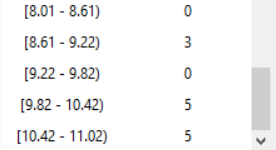 [8.01 - 8.61) 0
[8.61 - 9.22) 3
[9.22 - 9.82) 0
[9.82 - 10.42) 5
[10.42 - 11.02) 5